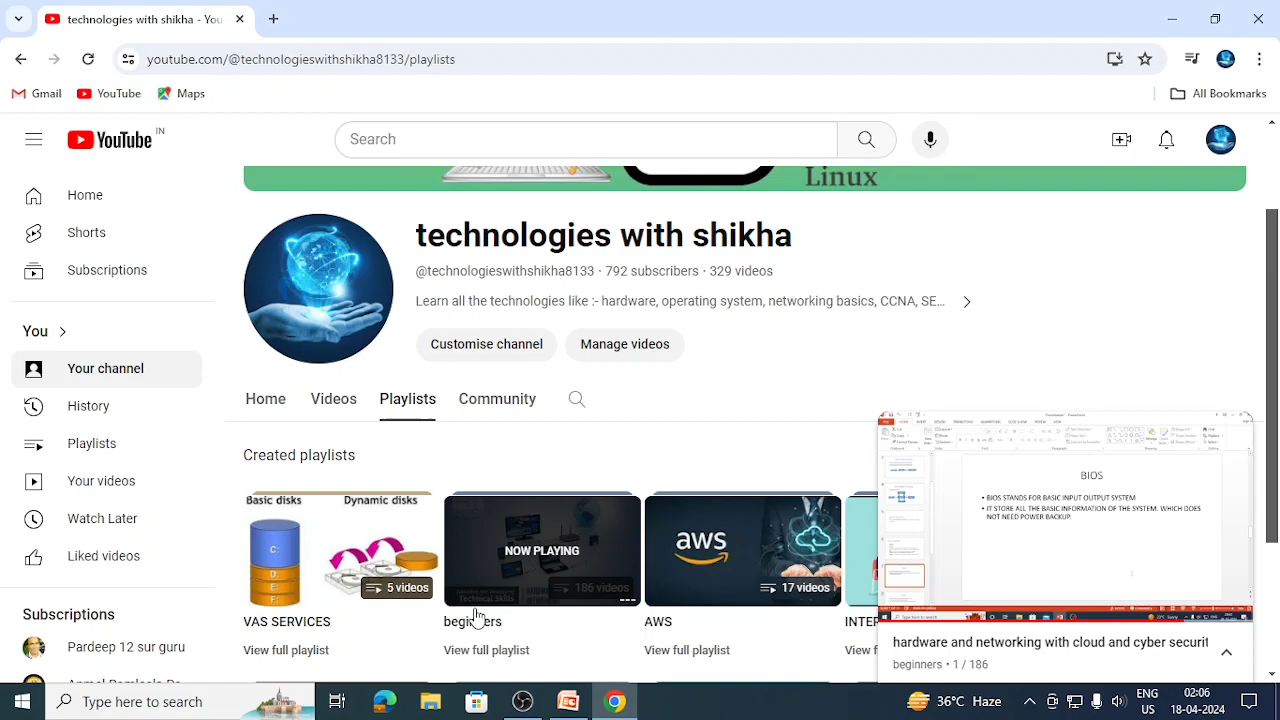 technologies with shikha - You
youtube.com/@technologieswithshikha8133/playlists
Gmail
YouTube
Maps
All Bookmarks
YouTube IN
Search
Linux
Home
Shorts
Subscriptions
You
Your channel
History
Playlists
Your videos
Watch Later
Liked videos
Subscriptions
Pardeep 12 sur guru
technologies with shikha
@technologieswithshikha8133 · 792 subscribers · 329 videos
Learn all the technologies like :- hardware, operating system, networking basics, CCNA, SE...
Customise channel
Manage videos
Home
Videos
Playlists
Community
Created playlists
Basic disks
Dynamic disks
5 videos
VAS SERVICES
View full playlist
NOW PLAYING
186 videos
beginners
View full playlist
aws
17 videos
AWS
View full playlist
INTER
View fu
BIOS
• BIOS STANDS FOR BASIC INPUT OUTPUT SYSTEM
• IT STORE ALL THE BASIC INFORMATION OF THE SYSTEM. WHICH DOES
NOT NEED POWER BACKUP.
hardware and networking with cloud and cyber securit
beginners • 1 / 186
Type here to search
36°C Haze
ENG
US
02:06
18-04-2024